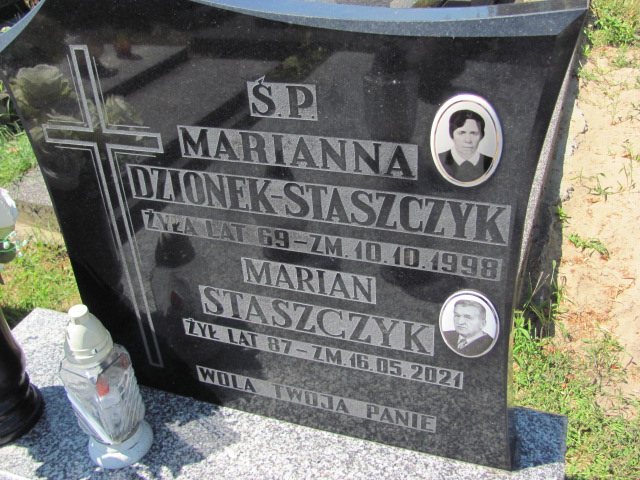 Ś.P.
MARIANNA
DZIONEK-STASZCZYK
ŻYŁA LAT 69-ZM.10.10.1998
MARIAN
STASZCZYK
ŻYŁ LAT 87-ZM.16.05.2021
WOLA TWOJA PANIE